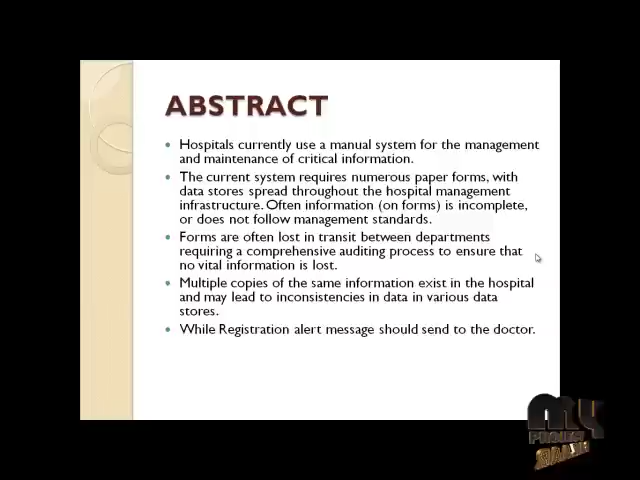 ABSTRACT
Hospitals currently use a manual system for the management
and maintenance of critical information.
The current system requires numerous paper forms, with
data stores spread throughout the hospital management
infrastructure. Often information (on forms) is incomplete,
or does not follow management standards.
Forms are often lost in transit between departments
requiring a comprehensive auditing process to ensure that
no vital information is lost.
Multiple copies of the same information exist in the hospital
and may lead to inconsistencies in data in various data
stores.
While Registration alert message should send to the doctor.
MY
PROJECT